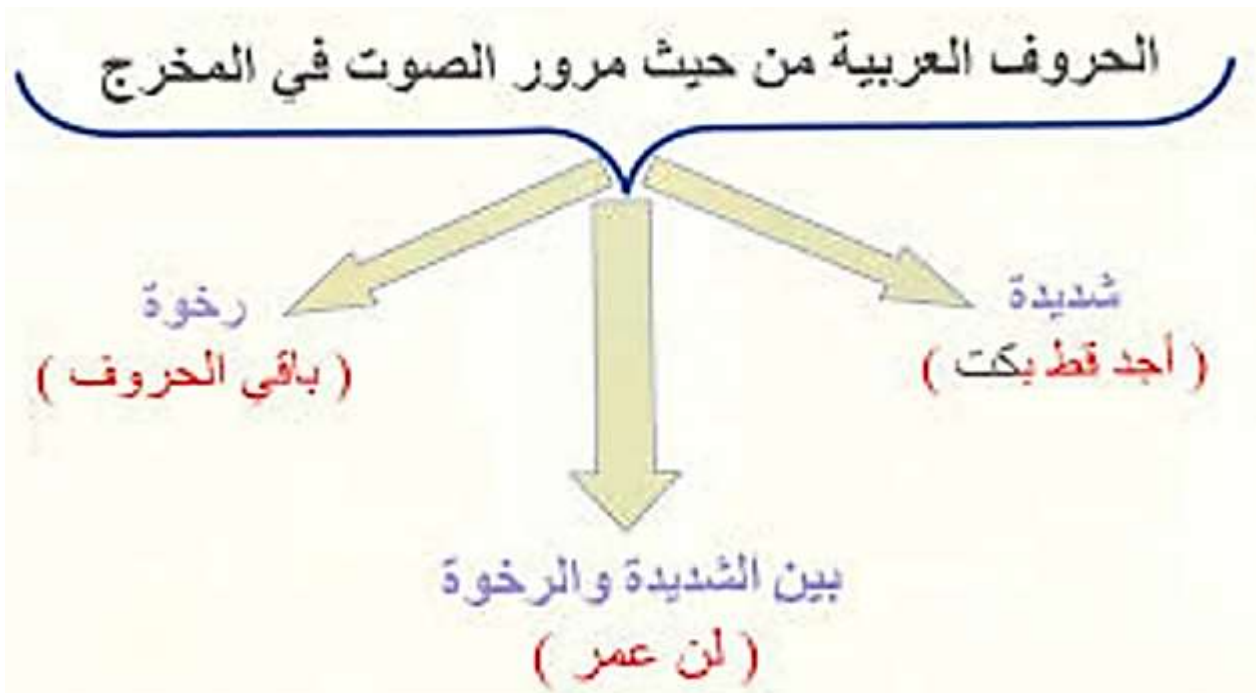 الحروف العربية من حيث مرور الصوت في المخرج
شديدة
( أجد قط بكت )
رخوة
( باقي الحروف )
بين الشديدة والرخوة
( لن عمر )